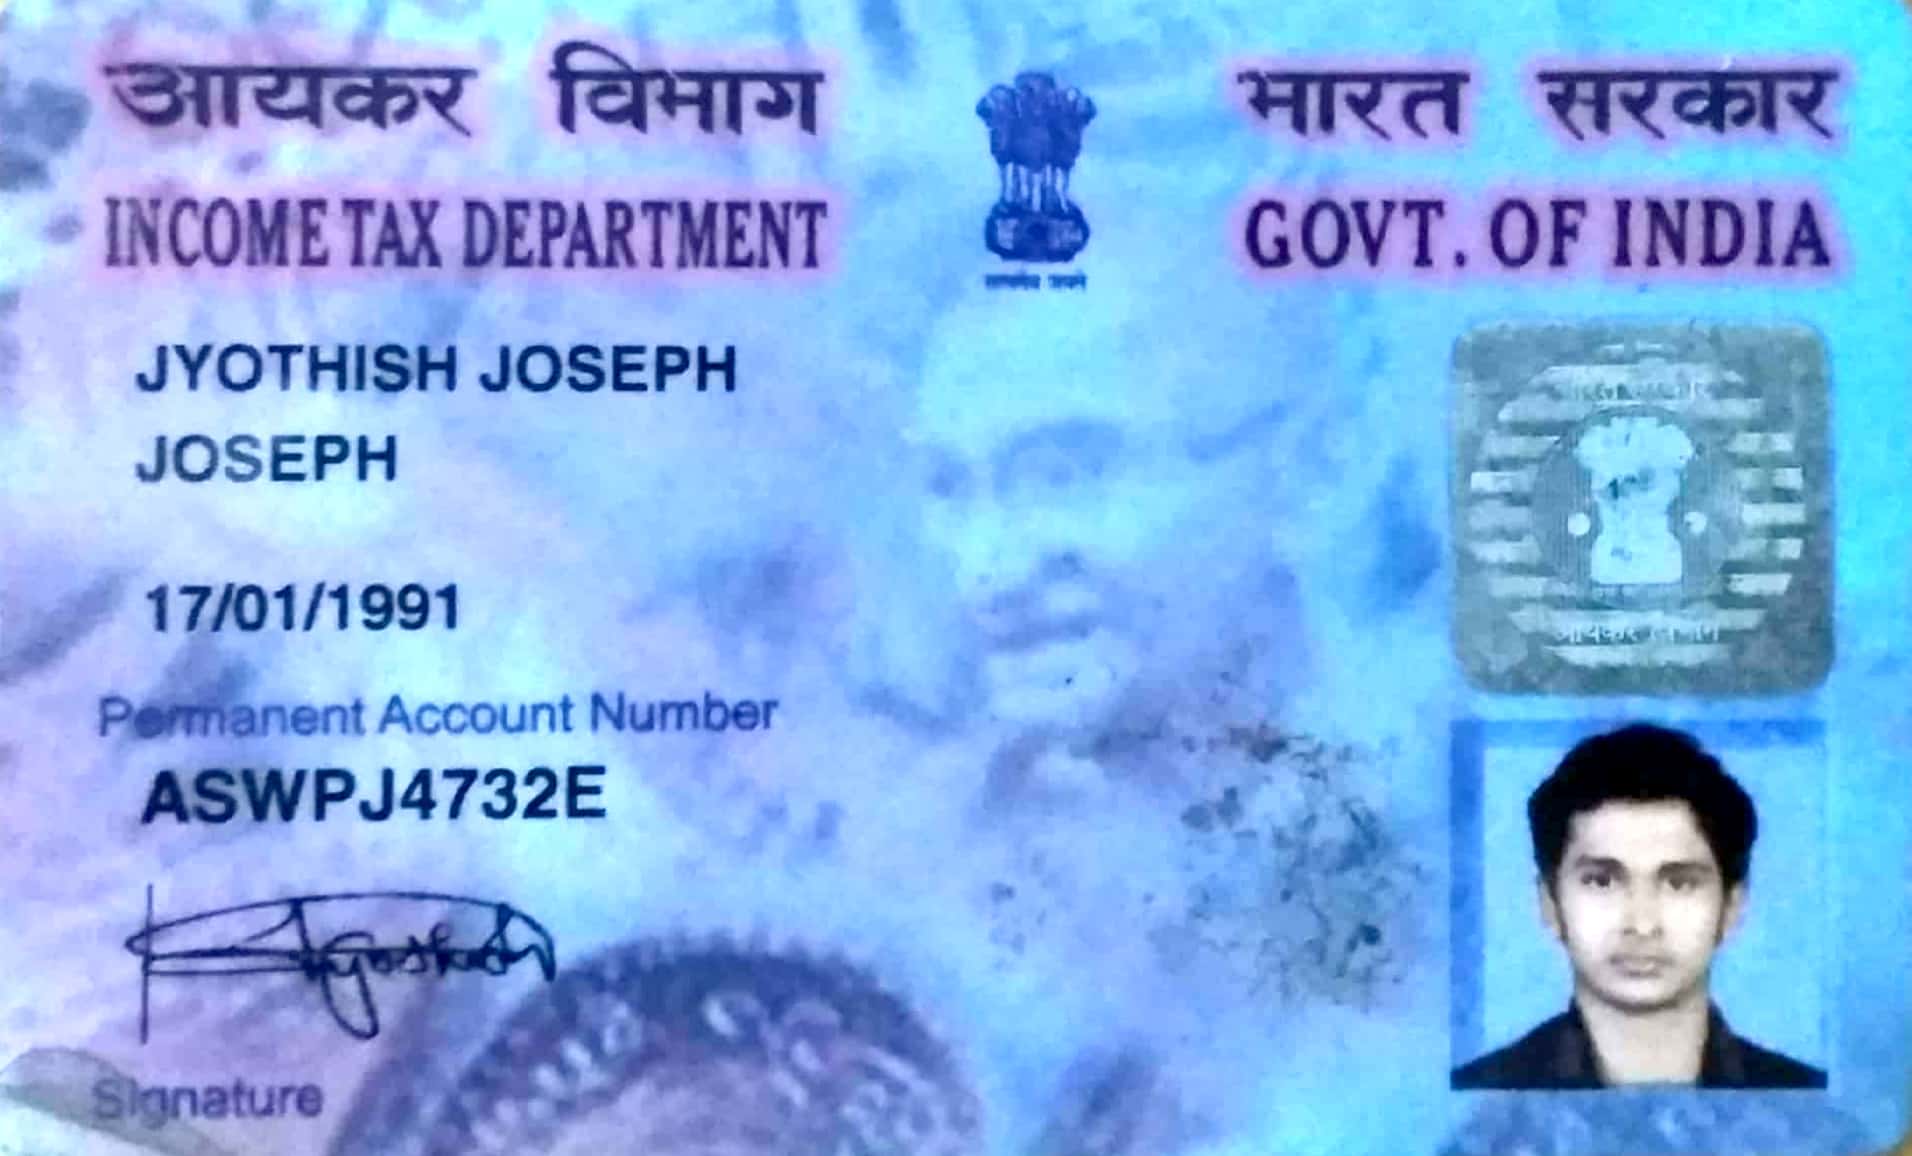 आयकर विभाग
INCOME TAX DEPARTMENT
भारत सरकार
GOVT. OF INDIA
सत्यमेव जयते
JYOTHISH JOSEPH
JOSEPH
17/01/1991
Permanent Account Number
ASWPJ4732E
Signature
आयकर विभाग